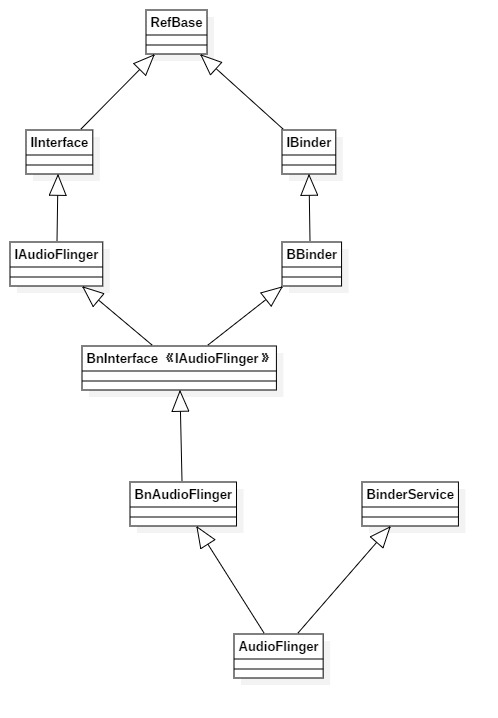 RefBase
IInterface
IBinder
IAudioFlinger
BBinder
BnInterface 《IAudioFlinger》
BnAudioFlinger
BinderService
AudioFlinger